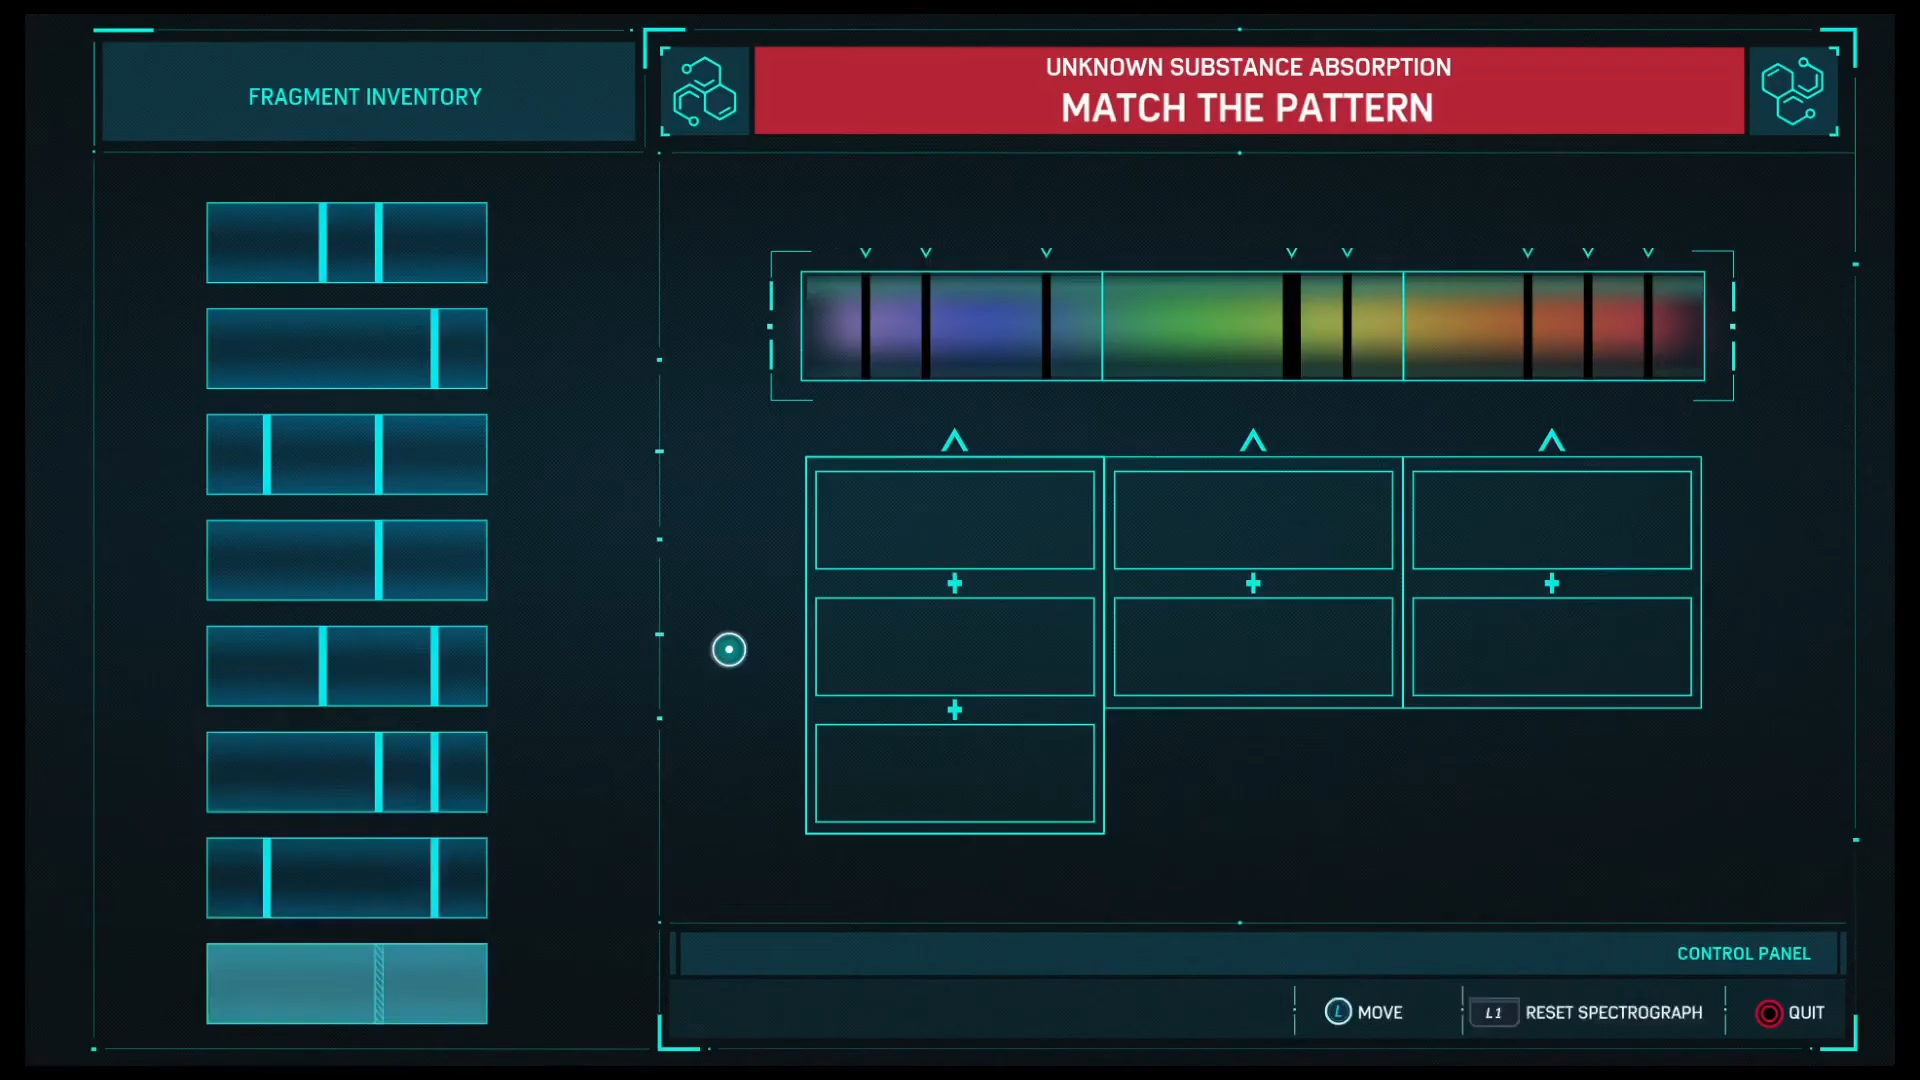 FRAGMENT INVENTORY
UNKNOWN SUBSTANCE ABSORPTION
MATCH THE PATTERN
CONTROL PANEL
L MOVE
L1 RESET SPECTROGRAPH
QUIT